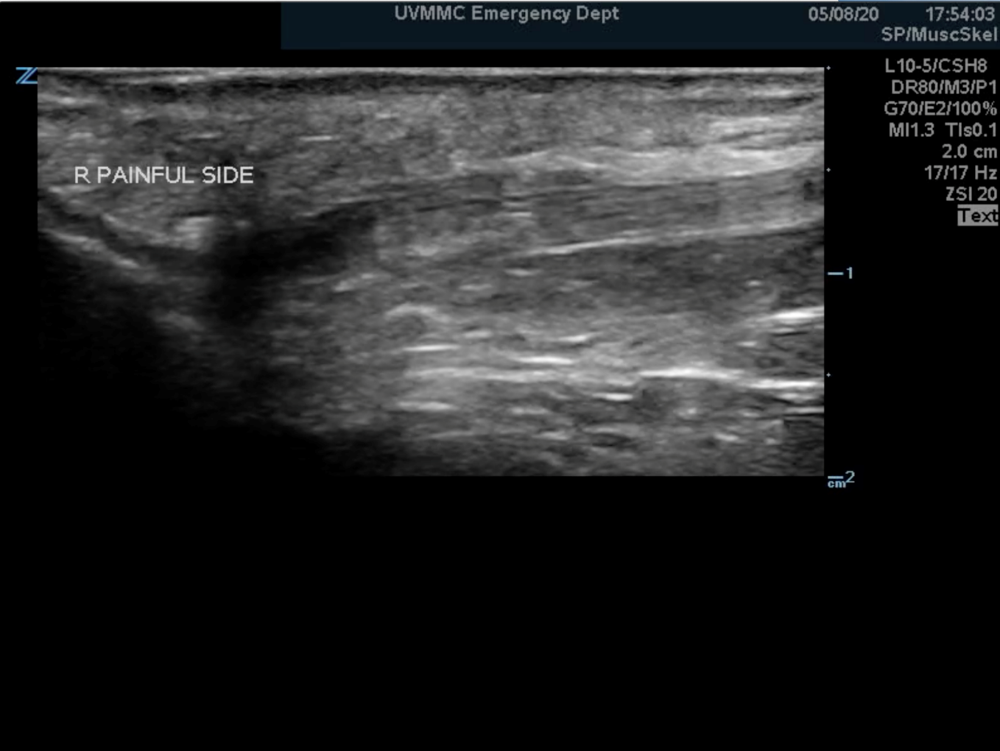 UVMMC Emergency Dept
05/08/20 17:54:03
SP/MuscSkel
L10-5/CSH8
DR80/M3/P1
G70/E2/100%
MI1.3 TIs0.1
2.0 cm
17/17 Hz
ZSI 20
Text
Z
R PAINFUL SIDE
1
2
cm